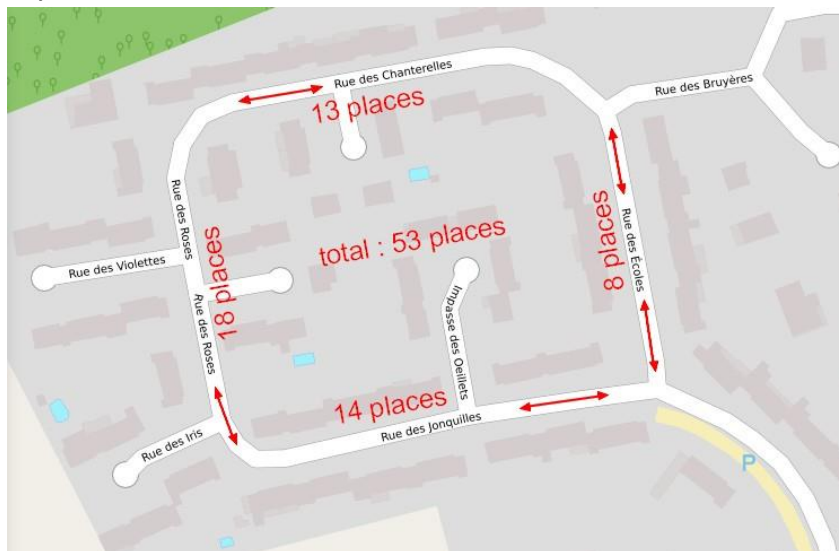 Rue des Chanterelles
13 places
Rue des Bruyères
Rue des Roses
total : 53 places
Rue des Écoles
8 places
Rue des Violettes
18 places
Rue des Roses
Impasse des Oeillets
14 places
Rue des Jonquilles
Rue des Iris
P